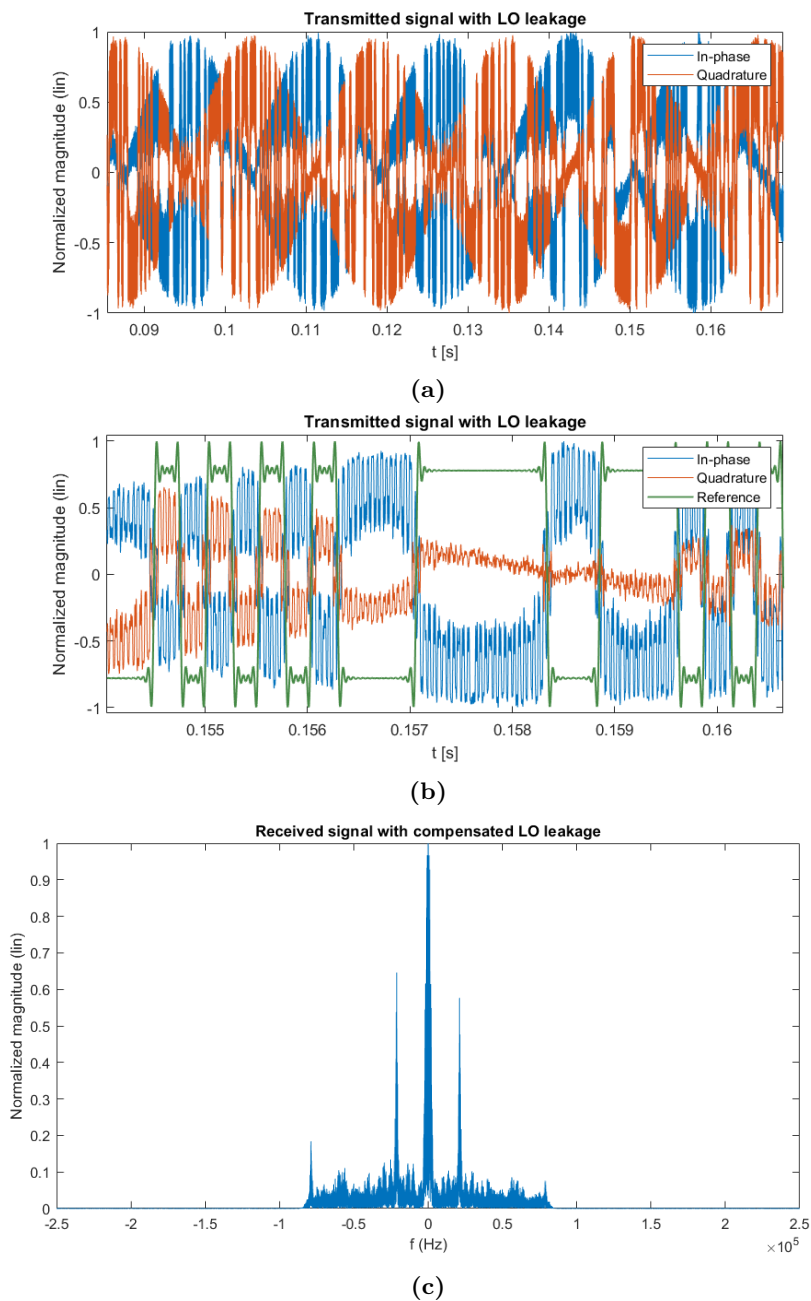 Transmitted signal with LO leakage
Normalized magnitude (lin)
1
0.5
0
-0.5
-1
In-phase
Quadrature
0.09 0.1 0.11 0.12 0.13 0.14 0.15 0.16
t [s]
(a)
Transmitted signal with LO leakage
Normalized magnitude (lin)
1
0.5
0
-0.5
-1
In-phase
Quadrature
Reference
0.155 0.156 0.157 0.158 0.159 0.16
t [s]
(b)
Received signal with compensated LO leakage
Normalized magnitude (lin)
1
0.9
0.8
0.7
0.6
0.5
0.4
0.3
0.2
0.1
0
-2.5 -2 -1.5 -1 -0.5 0 0.5 1 1.5 2 2.5
f (Hz)
×10⁵
(c)